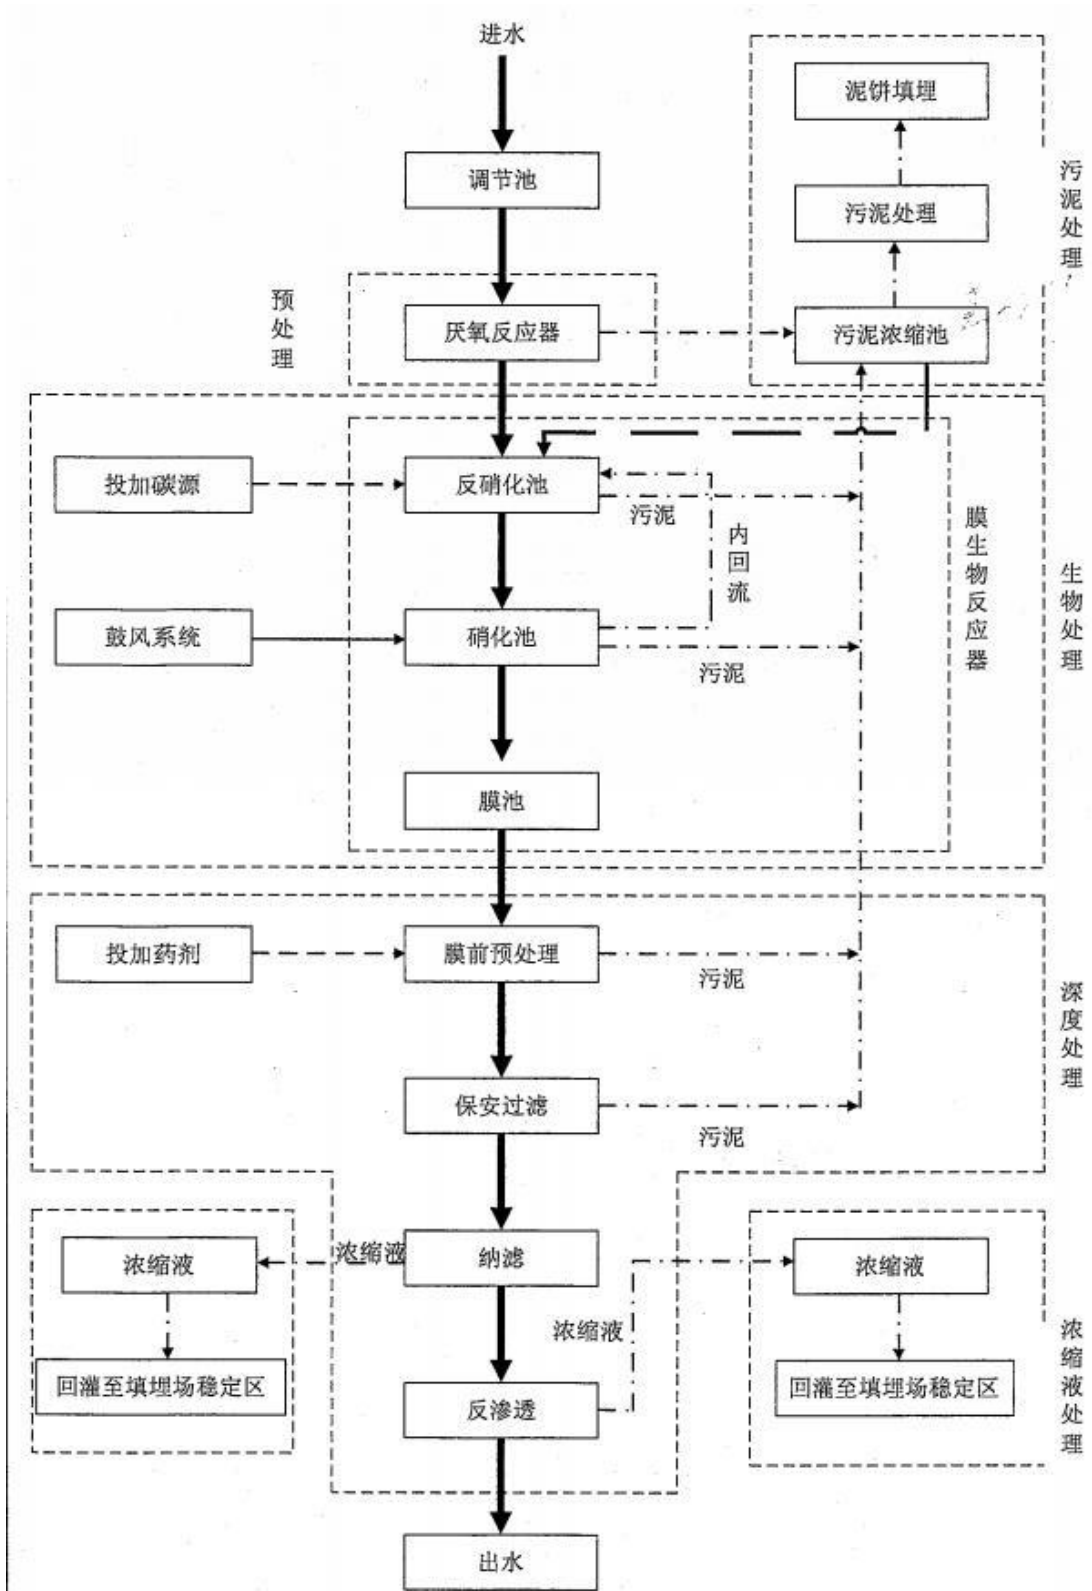 进水
泥饼填埋
调节池
污泥处理
污泥处理
预处理
厌氧反应器
污泥浓缩池
投加碳源
反硝化池
污泥
内回流
膜生物反应器
生物处理
鼓风系统
硝化池
污泥
膜池
投加药剂
膜前预处理
污泥
深度处理
保安过滤
污泥
浓缩液
浓缩液
纳滤
浓缩液
浓缩液
回灌至填埋场稳定区
反渗透
回灌至填埋场稳定区
浓缩液处理
出水